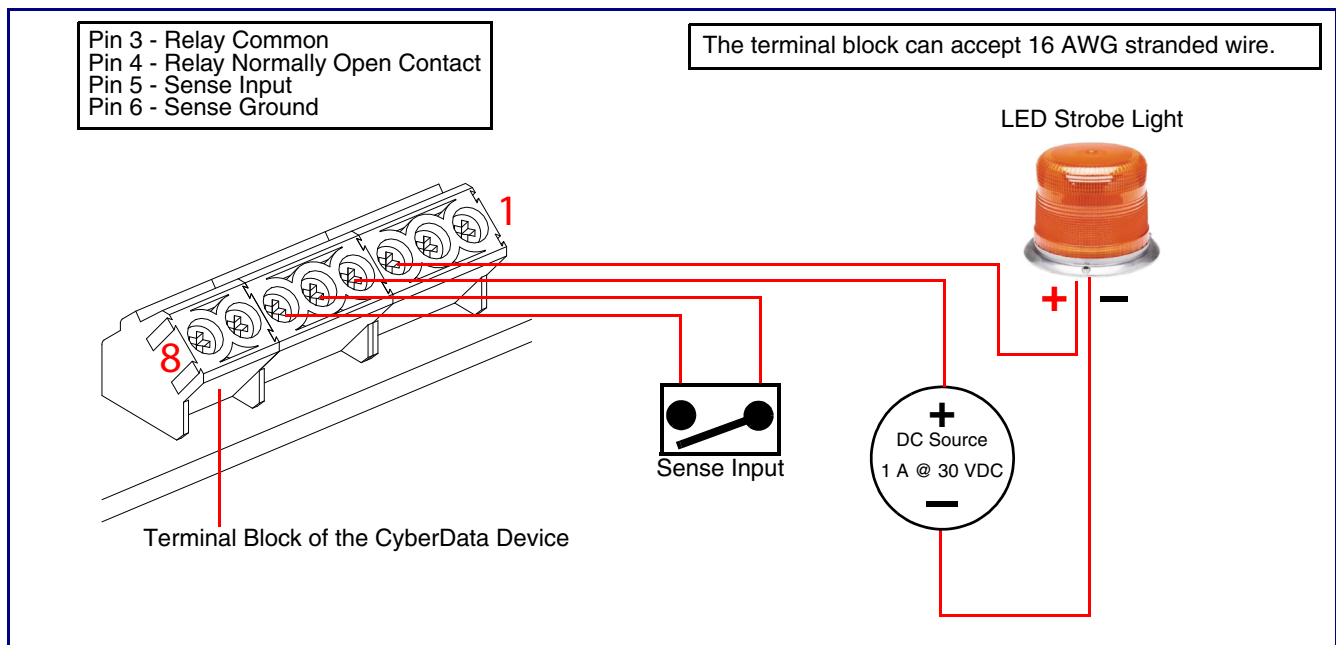 Pin 3 - Relay Common
Pin 4 - Relay Normally Open Contact
Pin 5 - Sense Input
Pin 6 - Sense Ground
The terminal block can accept 16 AWG stranded wire.
LED Strobe Light
1
8
+ −
+
DC Source
1 A @ 30 VDC
−
Sense Input
Terminal Block of the CyberData Device